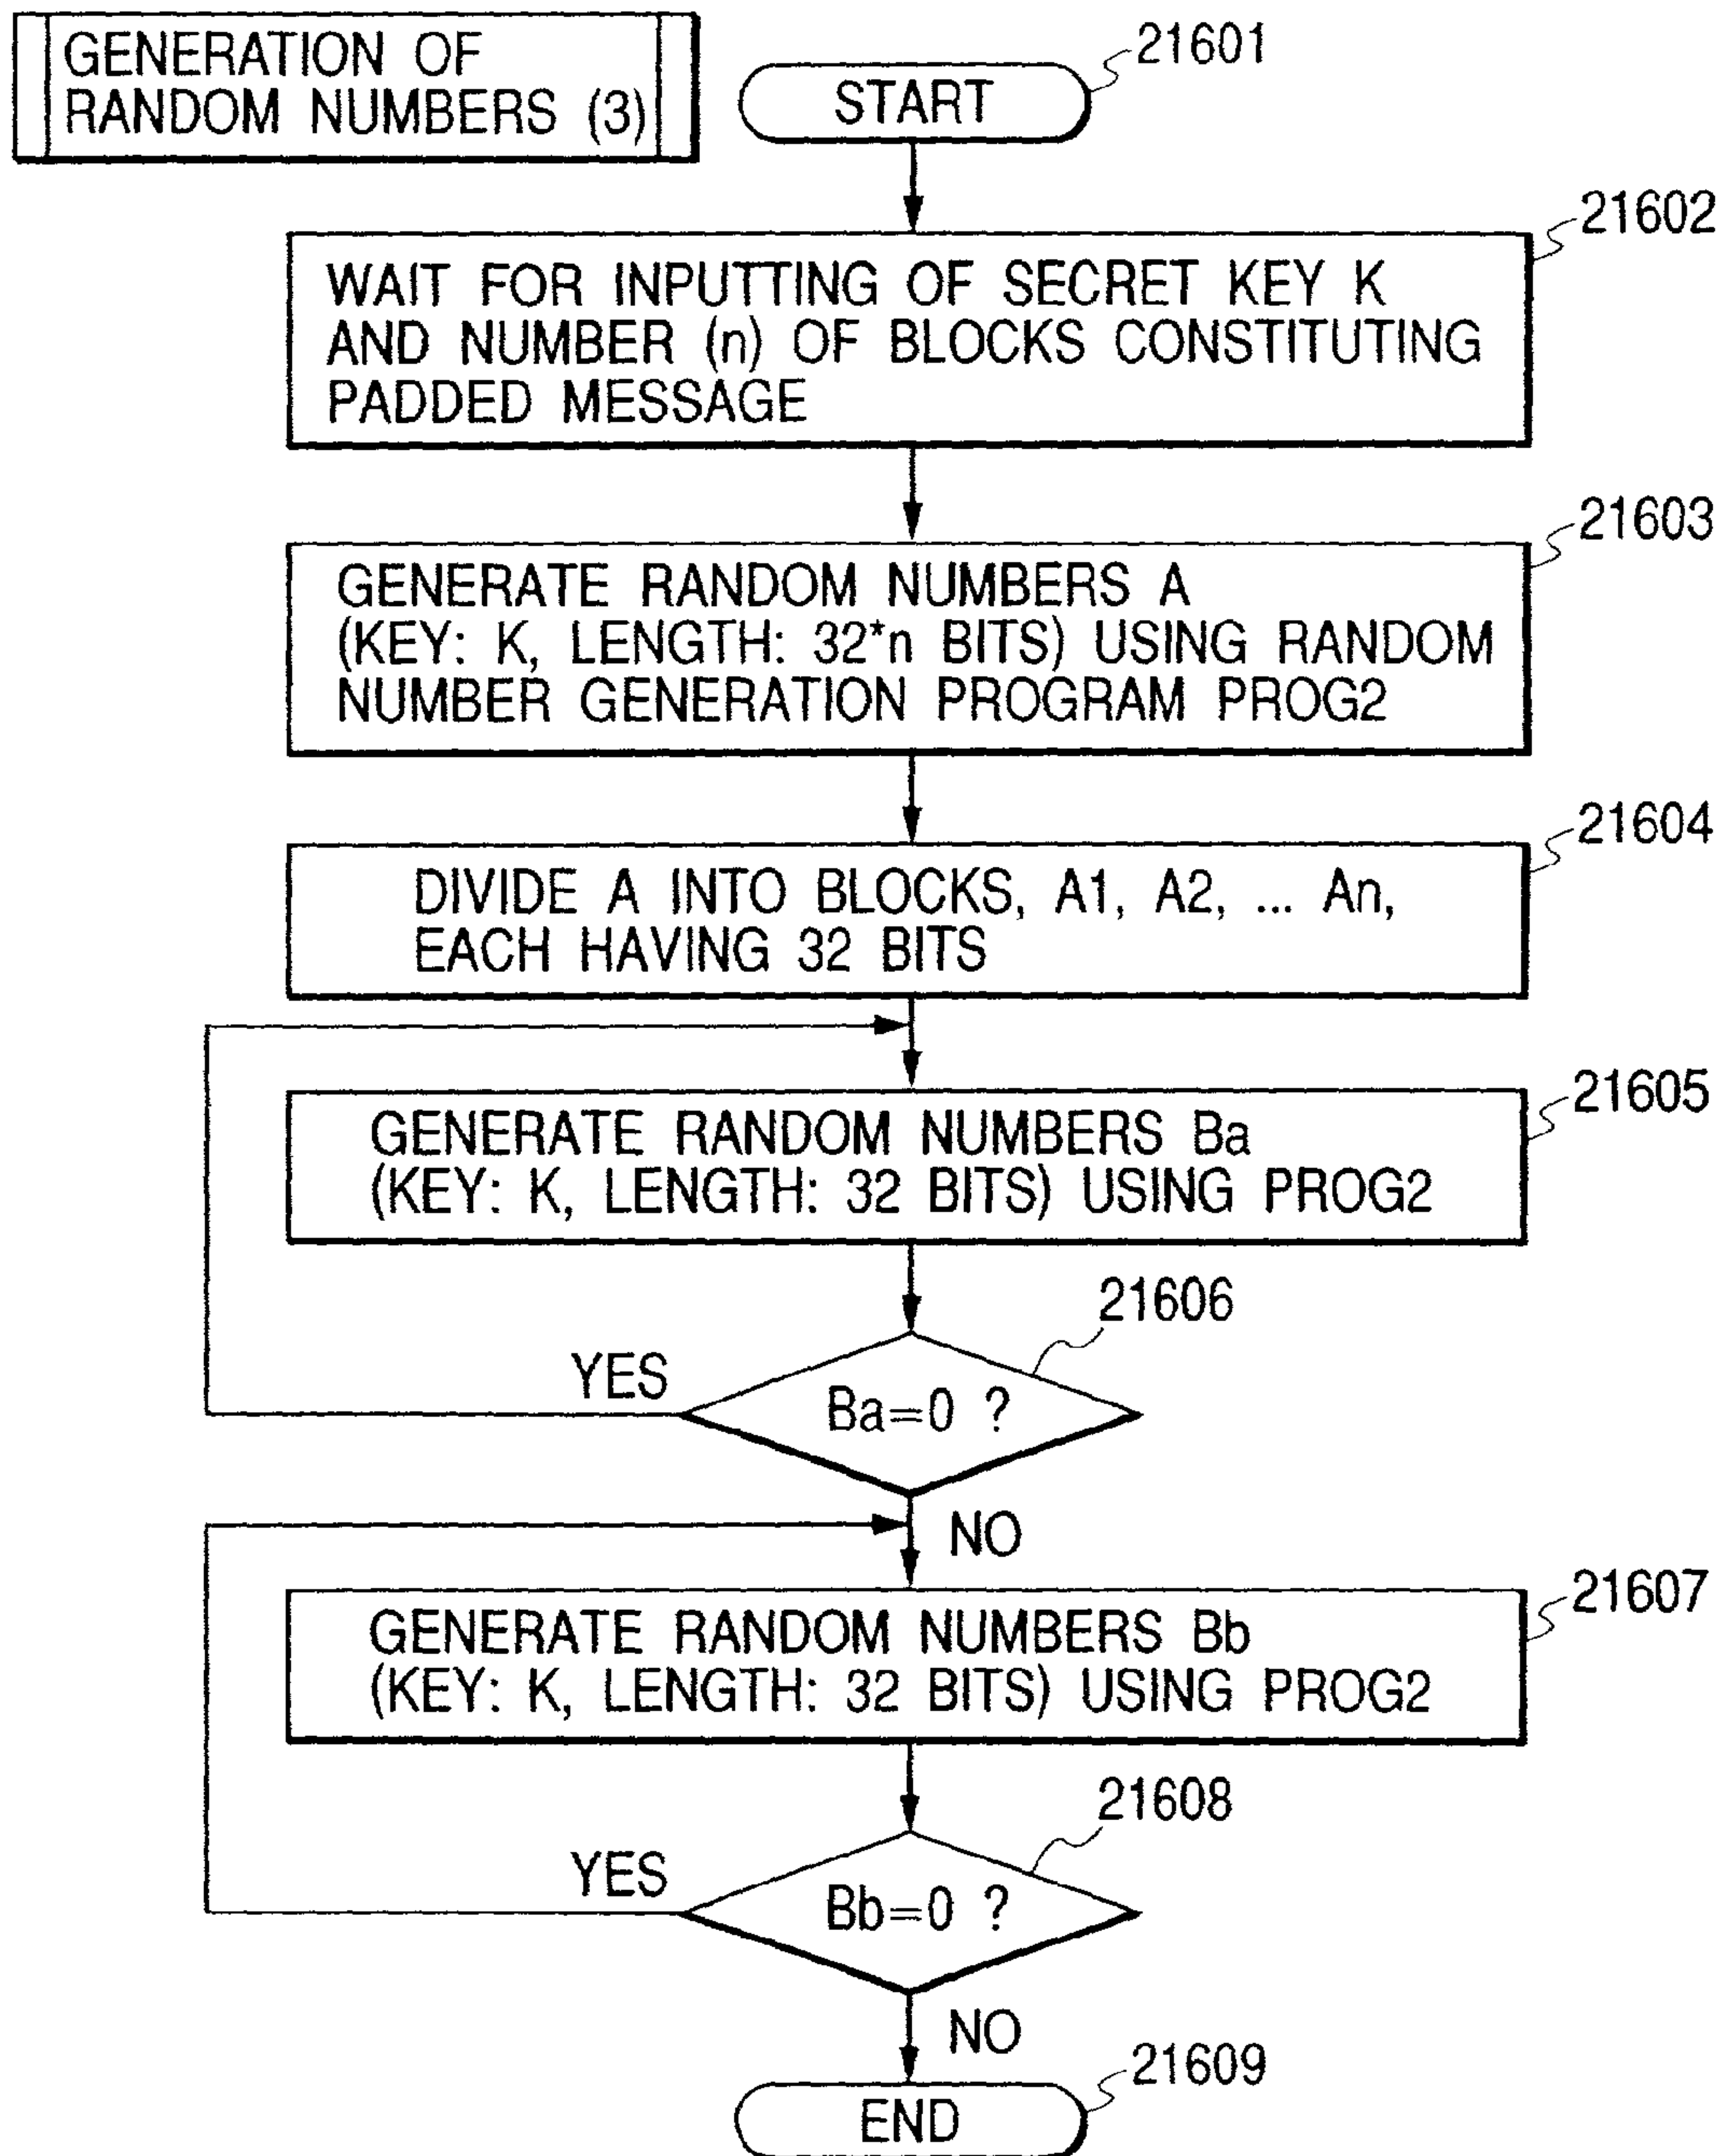 GENERATION OF
RANDOM NUMBERS (3)
START
21601
21602
WAIT FOR INPUTTING OF SECRET KEY K
AND NUMBER (n) OF BLOCKS CONSTITUTING
PADDED MESSAGE
21603
GENERATE RANDOM NUMBERS A
(KEY: K, LENGTH: 32*n BITS) USING RANDOM
NUMBER GENERATION PROGRAM PROG2
21604
DIVIDE A INTO BLOCKS, A1, A2, ... An,
EACH HAVING 32 BITS
21605
GENERATE RANDOM NUMBERS Ba
(KEY: K, LENGTH: 32 BITS) USING PROG2
21606
YES
Ba=0 ?
NO
21607
GENERATE RANDOM NUMBERS Bb
(KEY: K, LENGTH: 32 BITS) USING PROG2
21608
YES
Bb=0 ?
NO
21609
END